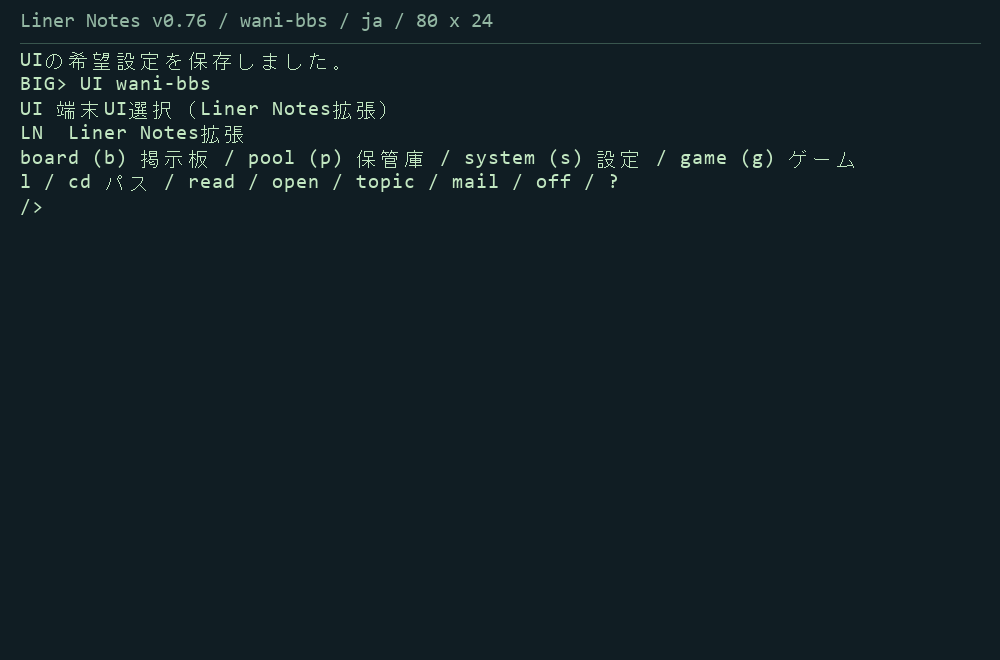 Liner Notes v0.76 / wani-bbs / ja / 80 x 24
UIの希望設定を保存しました。
BIG> UI wani-bbs
UI 端末UI選択 (Liner Notes拡張)
LN  Liner Notes拡張
board (b) 掲示板 / pool (p) 保管庫 / system (s) 設定 / game (g) ゲーム
l / cd パス / read / open / topic / mail / off / ?
/>